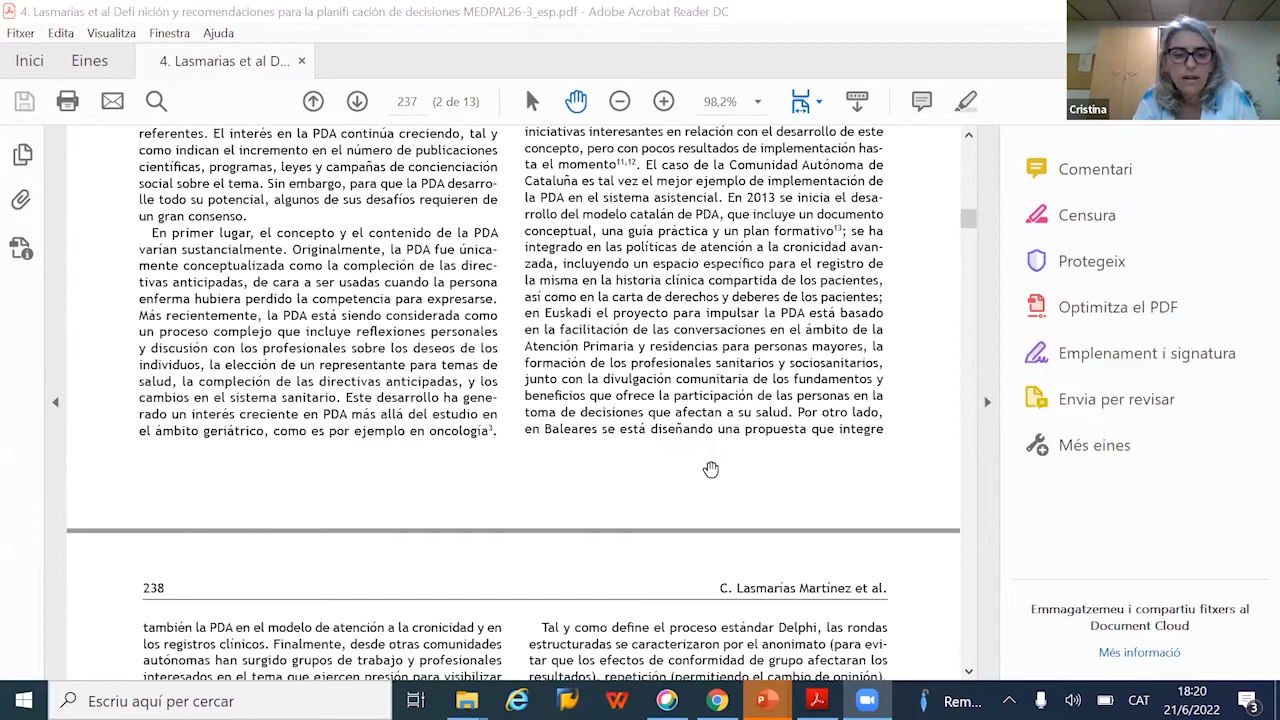 4. Lasmarias et al Defi nición y recomendaciones para la planifi cación de decisiones MEDPAL26-3_esp.pdf - Adobe Acrobat Reader DC
Fitxer Edita Visualitza Finestra Ajuda
Inici Eines 4. Lasmarias et al D... ×
237 (2 de 13) 98,2%
Cristina
referentes. El interés en la PDA continúa creciendo, tal y
como indican el incremento en el número de publicaciones
científicas, programas, leyes y campañas de concienciación
social sobre el tema. Sin embargo, para que la PDA desarro-
lle todo su potencial, algunos de sus desafíos requieren de
un gran consenso.
En primer lugar, el concepto y el contenido de la PDA
varían sustancialmente. Originalmente, la PDA fue única-
mente conceptualizada como la compleción de las direc-
tivas anticipadas, de cara a ser usadas cuando la persona
enferma hubiera perdido la competencia para expresarse.
Más recientemente, la PDA está siendo considerada como
un proceso complejo que incluye reflexiones personales
y discusión con los profesionales sobre los deseos de los
individuos, la elección de un representante para temas de
salud, la compleción de las directivas anticipadas, y los
cambios en el sistema sanitario. Este desarrollo ha gene-
rado un interés creciente en PDA más allá del estudio en
el ámbito geriátrico, como es por ejemplo en oncología³.
iniciativas interesantes en relación con el desarrollo de este
concepto, pero con pocos resultados de implementación has-
ta el momento¹¹,¹². El caso de la Comunidad Autónoma de
Cataluña es tal vez el mejor ejemplo de implementación de
la PDA en el sistema asistencial. En 2013 se inicia el desa-
rrollo del modelo catalán de PDA, que incluye un documento
conceptual, una guía práctica y un plan formativo¹³; se ha
integrado en las políticas de atención a la cronicidad avan-
zada, incluyendo un espacio específico para el registro de
la misma en la historia clínica compartida de los pacientes,
así como en la carta de derechos y deberes de los pacientes;
en Euskadi el proyecto para impulsar la PDA está basado
en la facilitación de las conversaciones en el ámbito de la
Atención Primaria y residencias para personas mayores, la
formación de los profesionales sanitarios y sociosanitarios,
junto con la divulgación comunitaria de los fundamentos y
beneficios que ofrece la participación de las personas en la
toma de decisiones que afectan a su salud. Por otro lado,
en Baleares se está diseñando una propuesta que integre
238 C. Lasmarías Martínez et al.
también la PDA en el modelo de atención a la cronicidad y en
los registros clínicos. Finalmente, desde otras comunidades
autónomas han surgido grupos de trabajo y profesionales
interesados en el tema que ejercen presión para visibilizar
Tal y como define el proceso estándar Delphi, las rondas
estructuradas se caracterizaron por el anonimato (para evi-
tar que los efectos de conformidad de grupo afectaran los
resultados), repetición (permitiendo el cambio de opinión),
Comentari
Censura
Protegeix
Optimitza el PDF
Emplenament i signatura
Envia per revisar
Més eines
Emmagatzemeu i compartiu fitxers al
Document Cloud
Més informació
Escriu aquí per cercar
Rem... CAT 18:20
21/6/2022
3